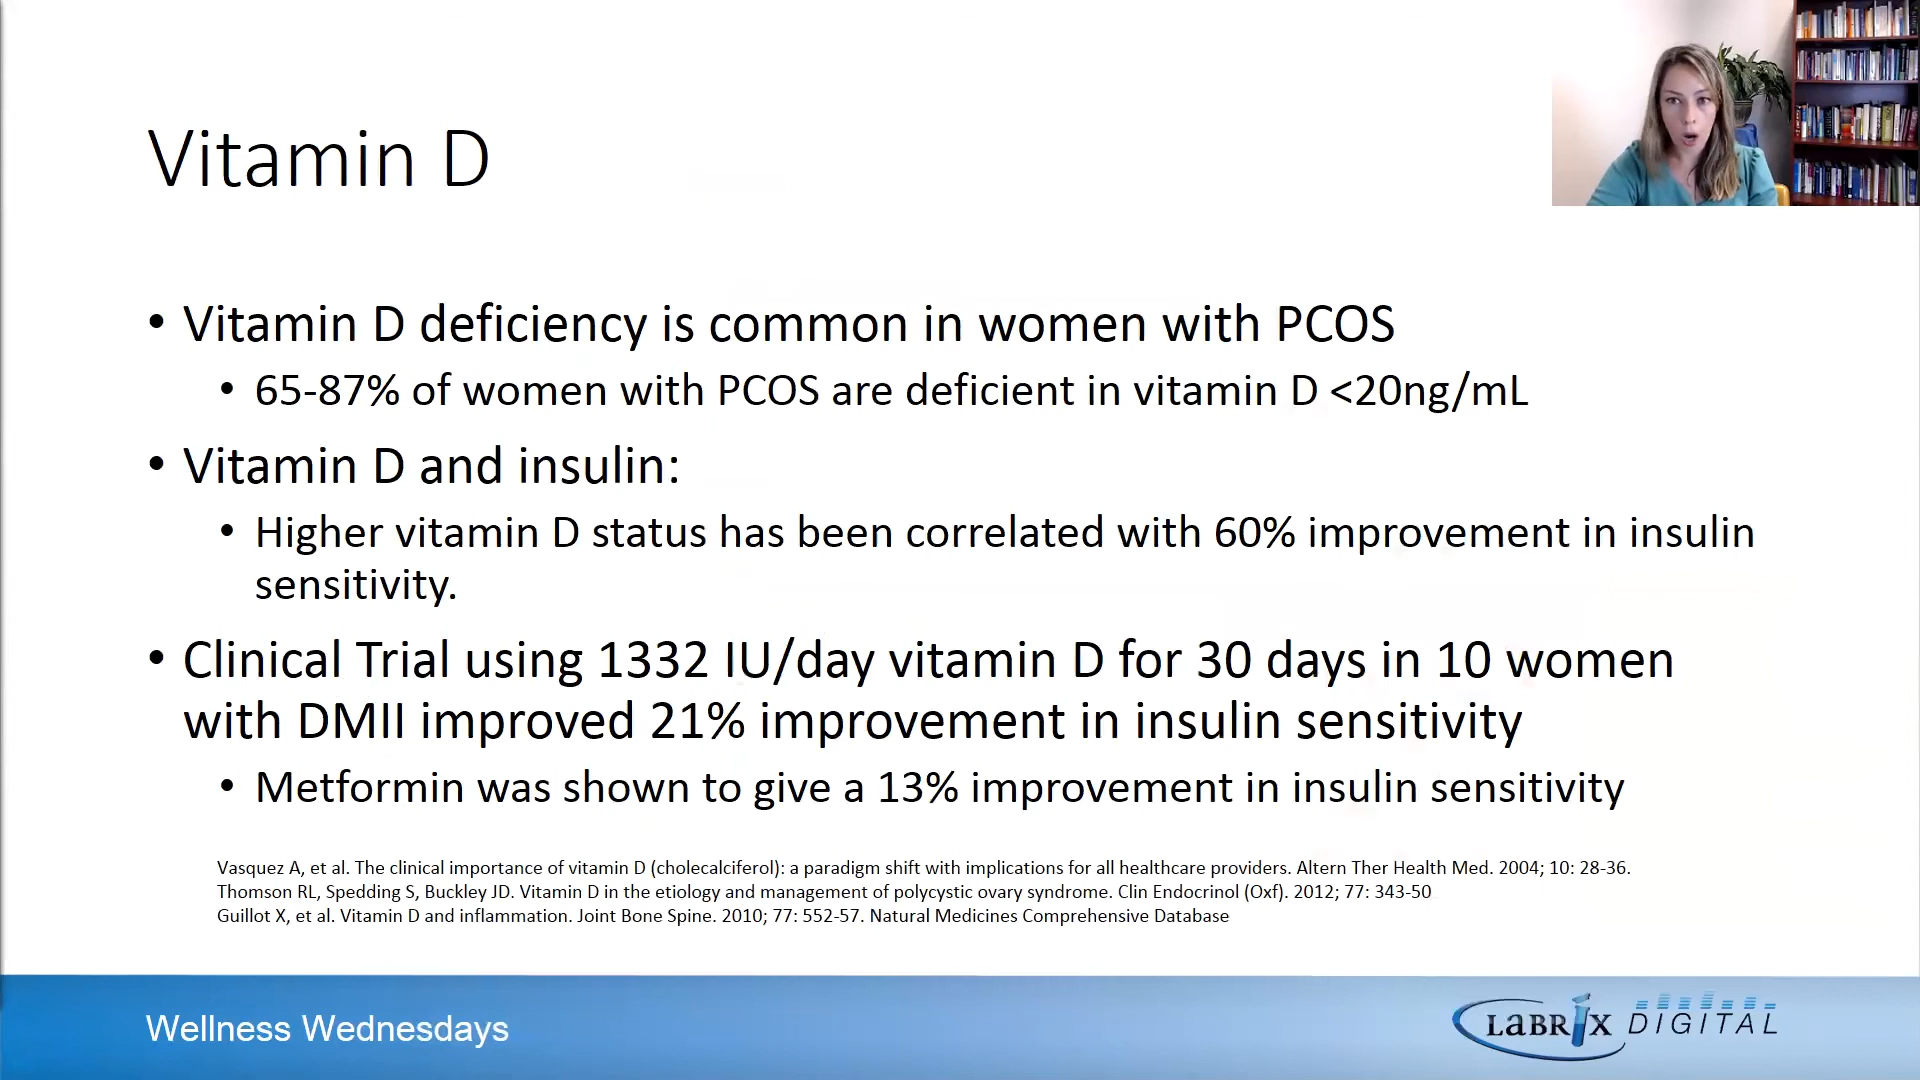 Vitamin D
• Vitamin D deficiency is common in women with PCOS
• 65-87% of women with PCOS are deficient in vitamin D <20ng/mL
• Vitamin D and insulin:
• Higher vitamin D status has been correlated with 60% improvement in insulin
sensitivity.
• Clinical Trial using 1332 IU/day vitamin D for 30 days in 10 women
with DMII improved 21% improvement in insulin sensitivity
• Metformin was shown to give a 13% improvement in insulin sensitivity
Vasquez A, et al. The clinical importance of vitamin D (cholecalciferol): a paradigm shift with implications for all healthcare providers. Altern Ther Health Med. 2004; 10: 28-36.
Thomson RL, Spedding S, Buckley JD. Vitamin D in the etiology and management of polycystic ovary syndrome. Clin Endocrinol (Oxf). 2012; 77: 343-50
Guillot X, et al. Vitamin D and inflammation. Joint Bone Spine. 2010; 77: 552-57. Natural Medicines Comprehensive Database
Wellness Wednesdays
LABRIX DIGITAL